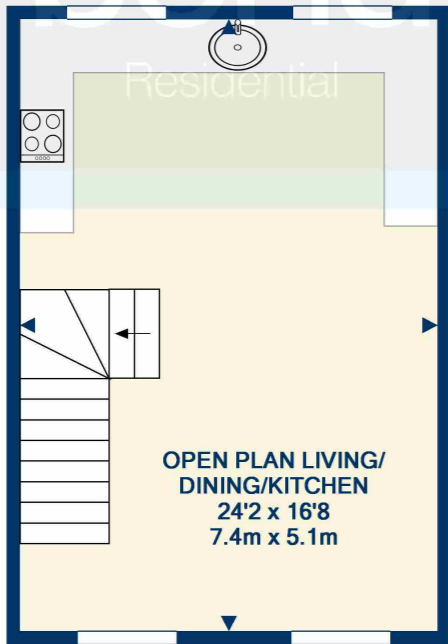 Residential
OPEN PLAN LIVING/
DINING/KITCHEN
24'2 x 16'8
7.4m x 5.1m